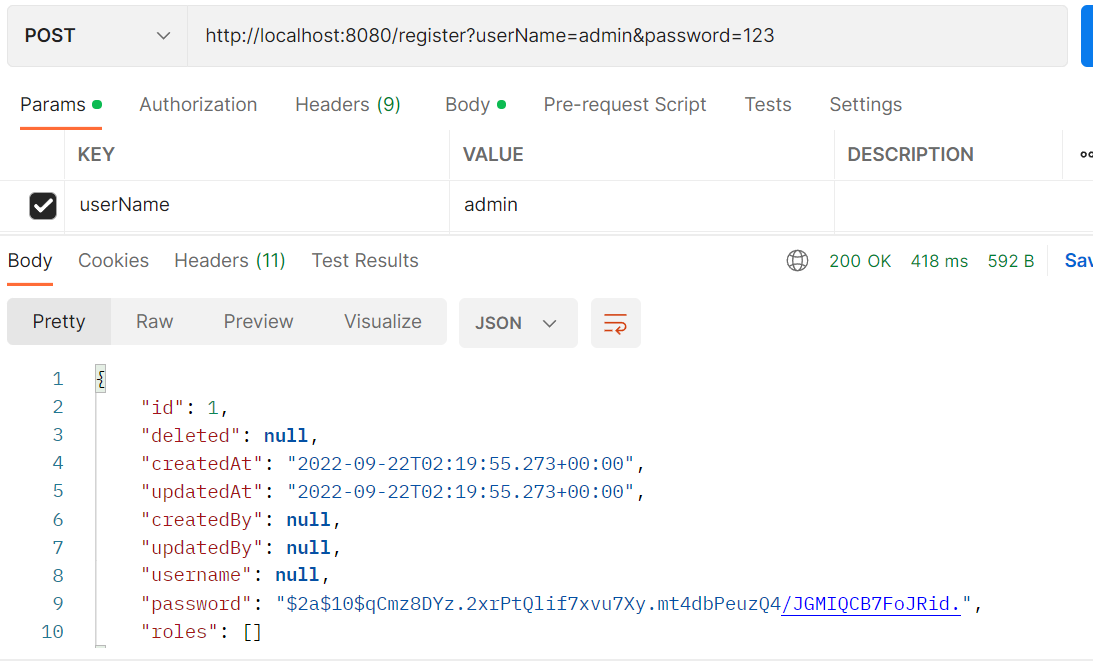 POST http://localhost:8080/register?userName=admin&password=123
Params Authorization Headers (9) Body Pre-request Script Tests Settings
KEY VALUE DESCRIPTION
userName admin
Body Cookies Headers (11) Test Results 200 OK 418 ms 592 B Sav
Pretty Raw Preview Visualize JSON
1 {
2 "id": 1,
3 "deleted": null,
4 "createdAt": "2022-09-22T02:19:55.273+00:00",
5 "updatedAt": "2022-09-22T02:19:55.273+00:00",
6 "createdBy": null,
7 "updatedBy": null,
8 "username": null,
9 "password": "$2a$10$qCmz8DYz.2xrPtQlif7xvu7Xy.mt4dbPeuzQ4/JGMIQCB7FoJRid.",
10 "roles": []